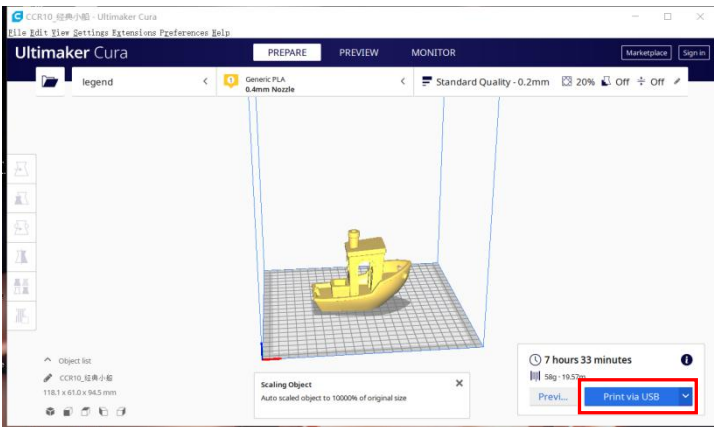 CCR10_经典小船 - Ultimaker Cura
File Edit View Settings Extensions Preferences Help
Ultimaker Cura
PREPARE PREVIEW MONITOR
Marketplace Sign in
legend
Generic PLA
0.4mm Nozzle
Standard Quality - 0.2mm 20% Off Off
Object list
CCR10_经典小船
118.1 x 61.0 x 94.5 mm
Scaling Object
Auto scaled object to 10000% of original size
7 hours 33 minutes
58g · 19.57m
Previ... Print via USB